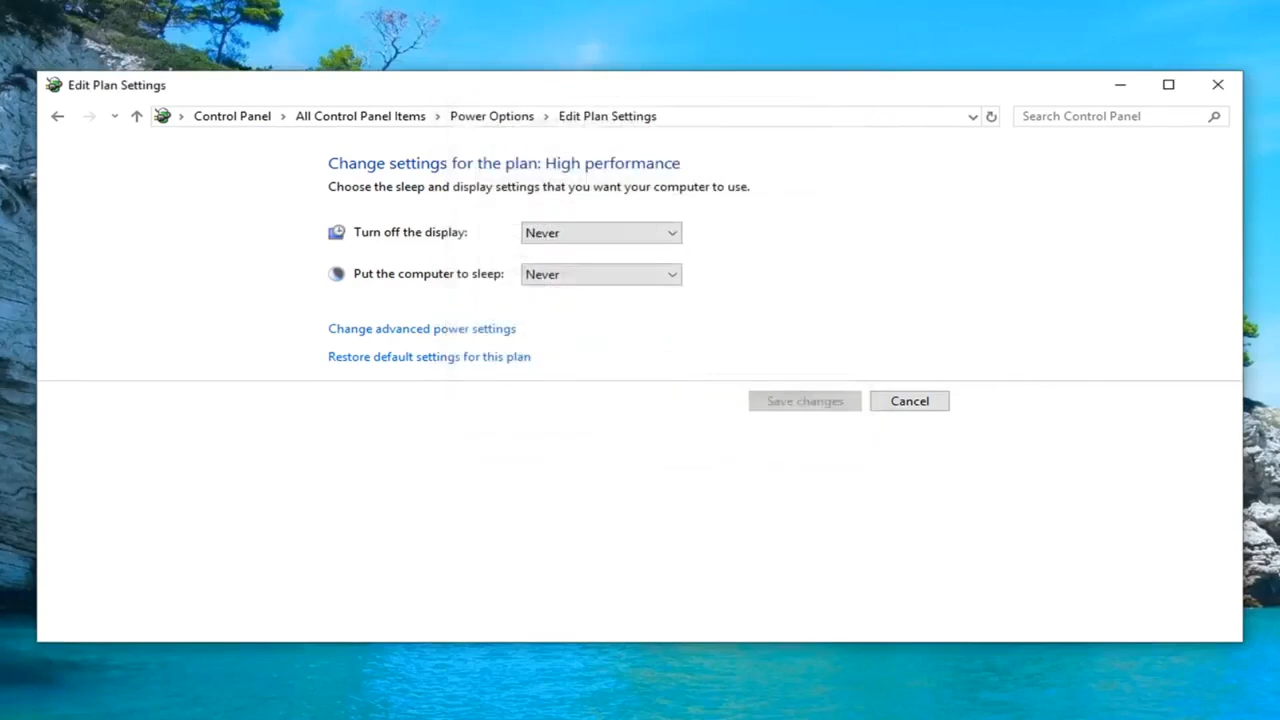 Edit Plan Settings
Control Panel > All Control Panel Items > Power Options > Edit Plan Settings
Search Control Panel
Change settings for the plan: High performance
Choose the sleep and display settings that you want your computer to use.
Turn off the display: Never
Put the computer to sleep: Never
Change advanced power settings
Restore default settings for this plan
Save changes Cancel